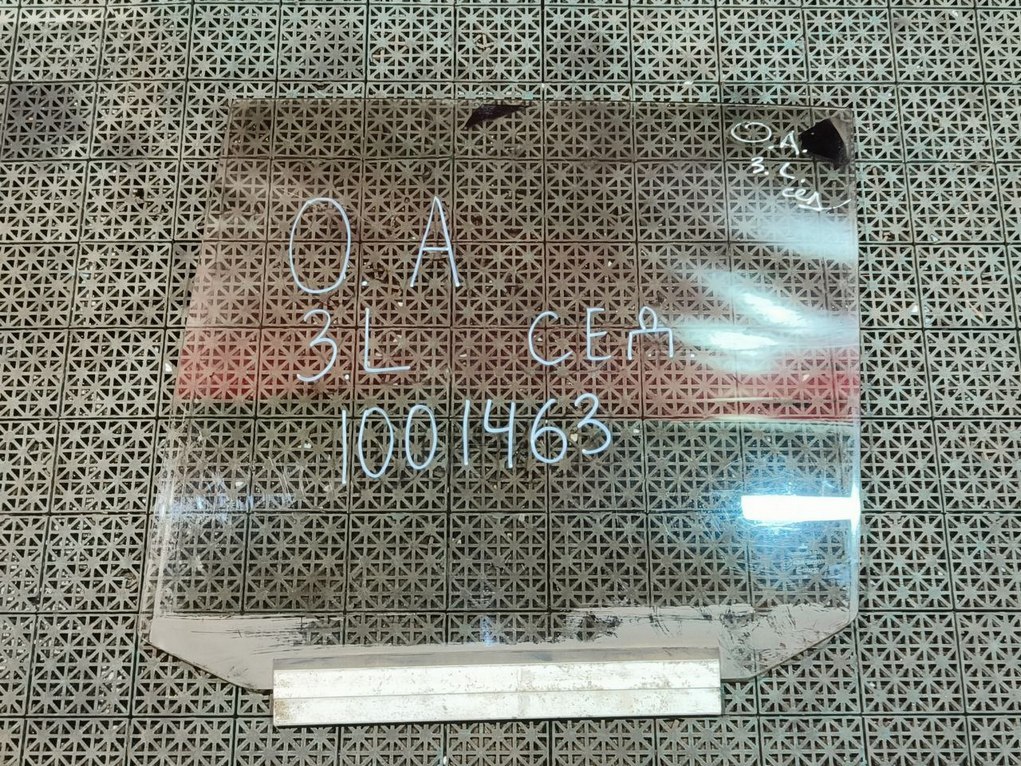 О.А
3.L СЕД.
1001463
О.А.
3.L.
сед